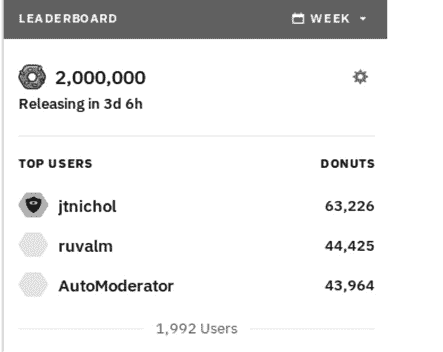 LEADERBOARD WEEK
2,000,000
Releasing in 3d 6h
TOP USERS DONUTS
jtnichol 63,226
ruvalm 44,425
AutoModerator 43,964
1,992 Users